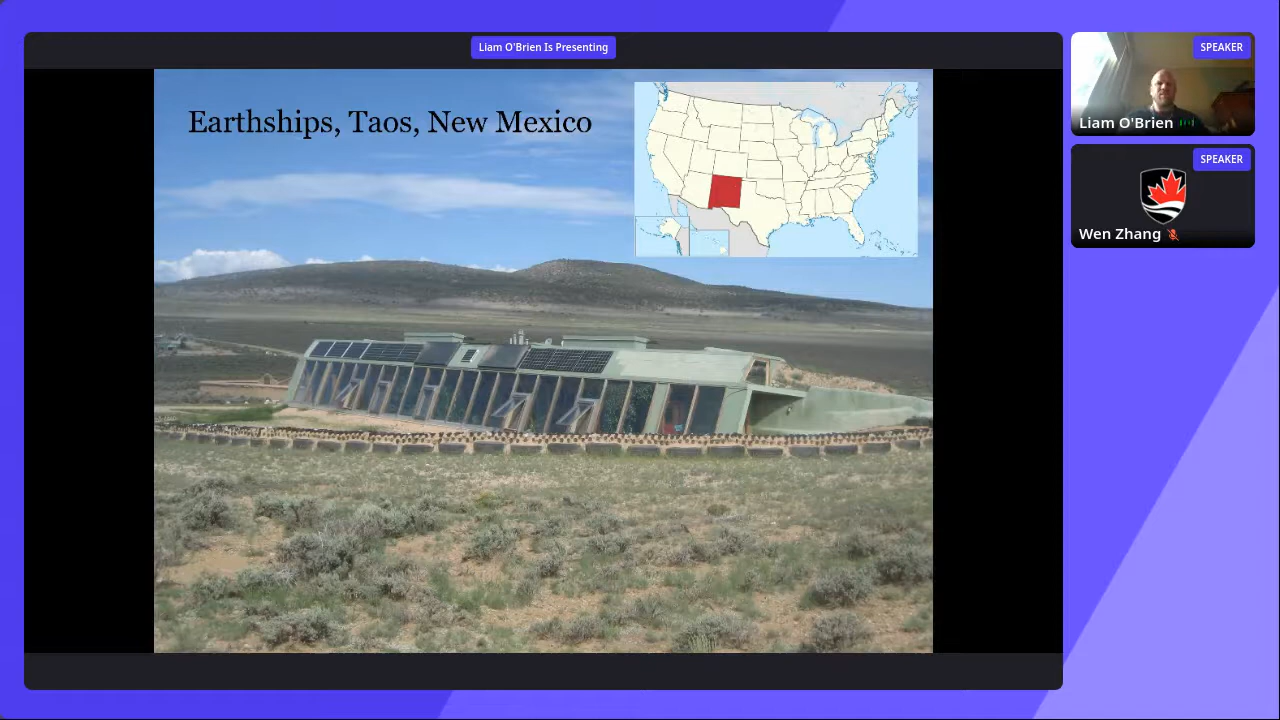 Liam O'Brien Is Presenting
Earthships, Taos, New Mexico
SPEAKER
Liam O'Brien
SPEAKER
Wen Zhang